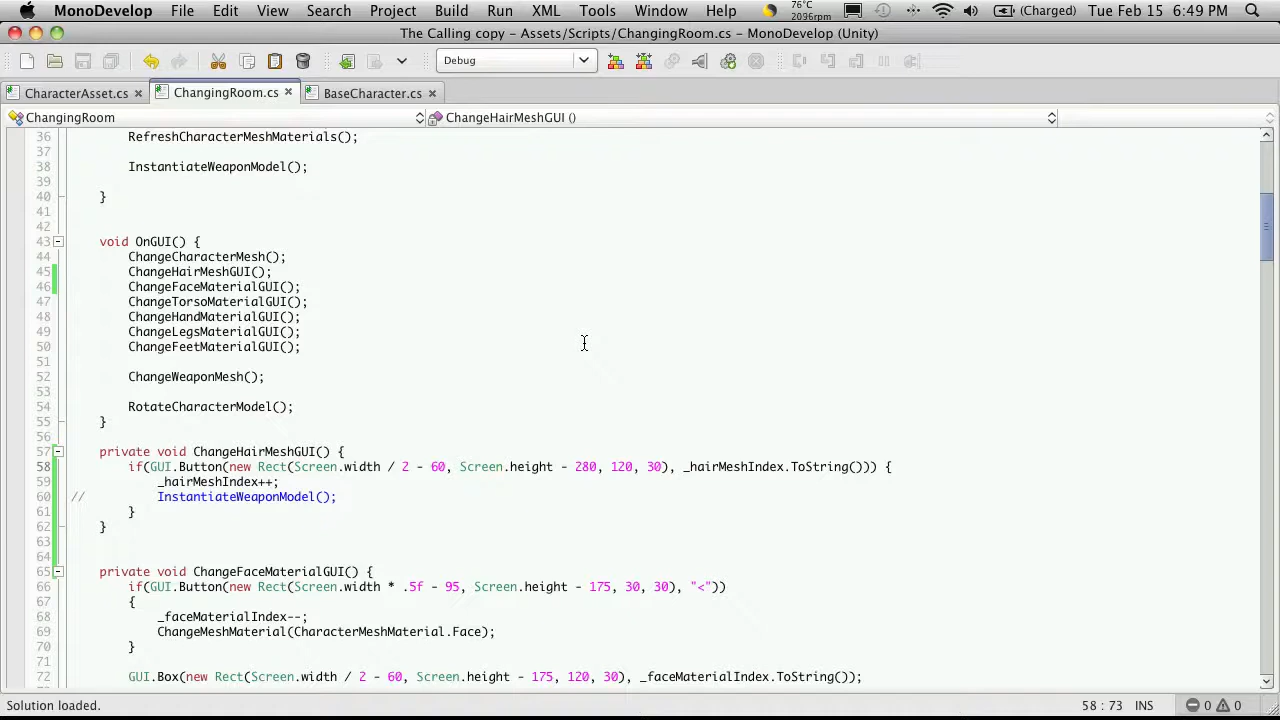 MonoDevelop File Edit View Search Project Build Run XML Tools Window Help 76°C 2096rpm (Charged) Tue Feb 15 6:49 PM
The Calling copy – Assets/Scripts/ChangingRoom.cs – MonoDevelop (Unity)
Debug
CharacterAsset.cs ChangingRoom.cs BaseCharacter.cs
ChangingRoom ChangeHairMeshGUI ()
36 RefreshCharacterMeshMaterials();
37
38 InstantiateWeaponModel();
39
40 }
41
42
43 void OnGUI() {
44 ChangeCharacterMesh();
45 ChangeHairMeshGUI();
46 ChangeFaceMaterialGUI();
47 ChangeTorsoMaterialGUI();
48 ChangeHandMaterialGUI();
49 ChangeLegsMaterialGUI();
50 ChangeFeetMaterialGUI();
51
52 ChangeWeaponMesh();
53
54 RotateCharacterModel();
55 }
56
57 private void ChangeHairMeshGUI() {
58 if(GUI.Button(new Rect(Screen.width / 2 - 60, Screen.height - 280, 120, 30), _hairMeshIndex.ToString())) {
59 _hairMeshIndex++;
60 // InstantiateWeaponModel();
61 }
62 }
63
64
65 private void ChangeFaceMaterialGUI() {
66 if(GUI.Button(new Rect(Screen.width * .5f - 95, Screen.height - 175, 30, 30), "<"))
67 {
68 _faceMaterialIndex--;
69 ChangeMeshMaterial(CharacterMeshMaterial.Face);
70 }
71
72 GUI.Box(new Rect(Screen.width / 2 - 60, Screen.height - 175, 120, 30), _faceMaterialIndex.ToString());
Solution loaded. 58 : 73 INS 0 0